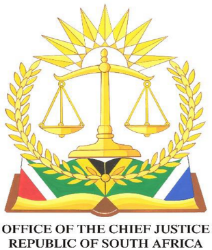 OFFICE OF THE CHIEF JUSTICE
REPUBLIC OF SOUTH AFRICA